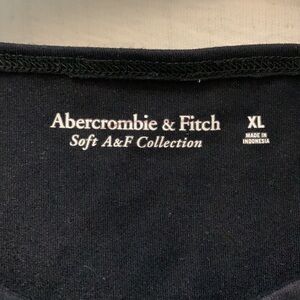 Abercrombie & Fitch
Soft A&F Collection
XL
MADE IN
INDONESIA